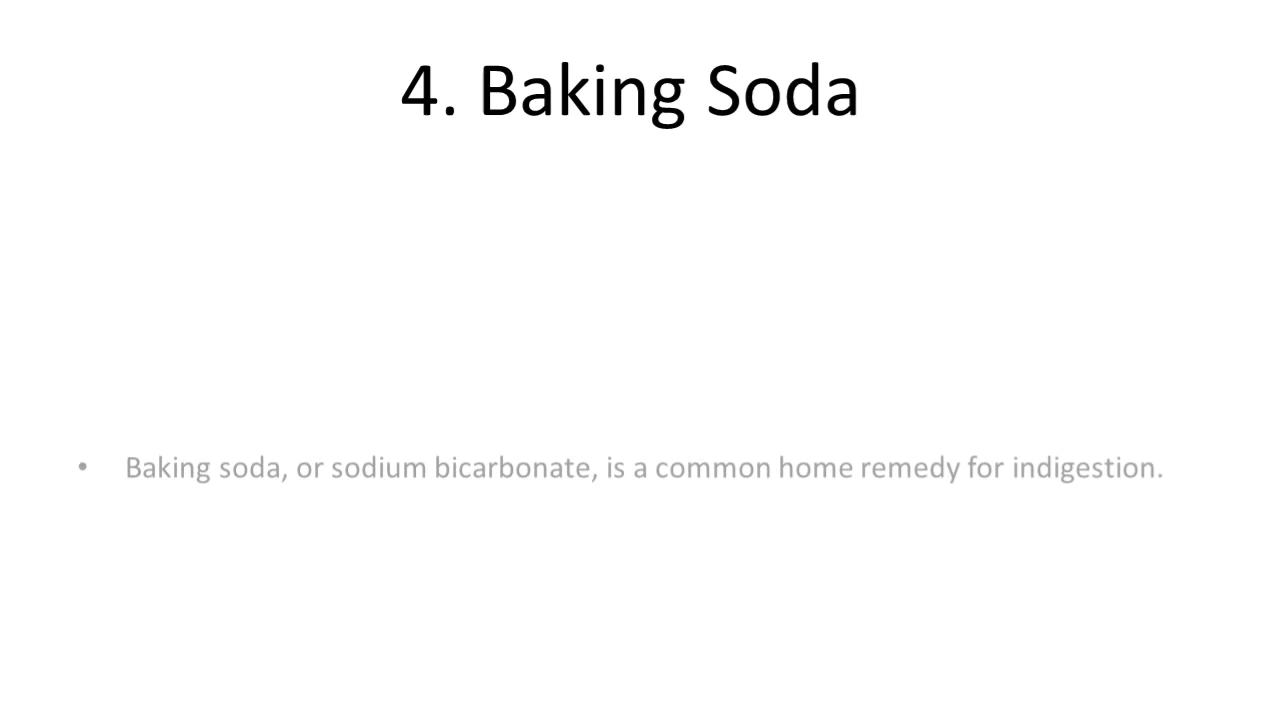 4. Baking Soda
• Baking soda, or sodium bicarbonate, is a common home remedy for indigestion.